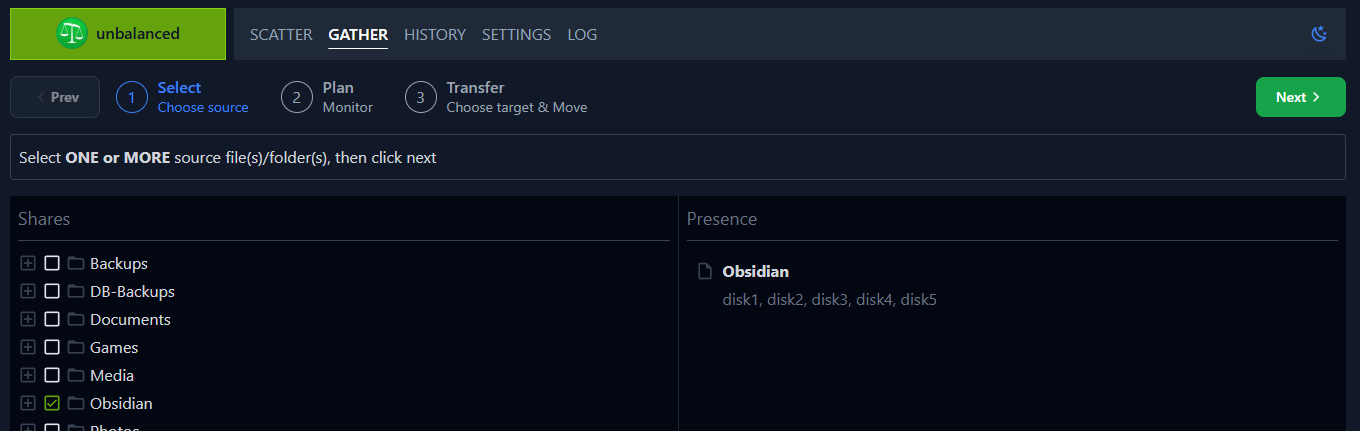 unbalanced
SCATTER GATHER HISTORY SETTINGS LOG
Prev
1 Select
Choose source
2 Plan
Monitor
3 Transfer
Choose target & Move
Next
Select ONE or MORE source file(s)/folder(s), then click next
Shares
Backups
DB-Backups
Documents
Games
Media
Obsidian
Photos
Presence
Obsidian
disk1, disk2, disk3, disk4, disk5